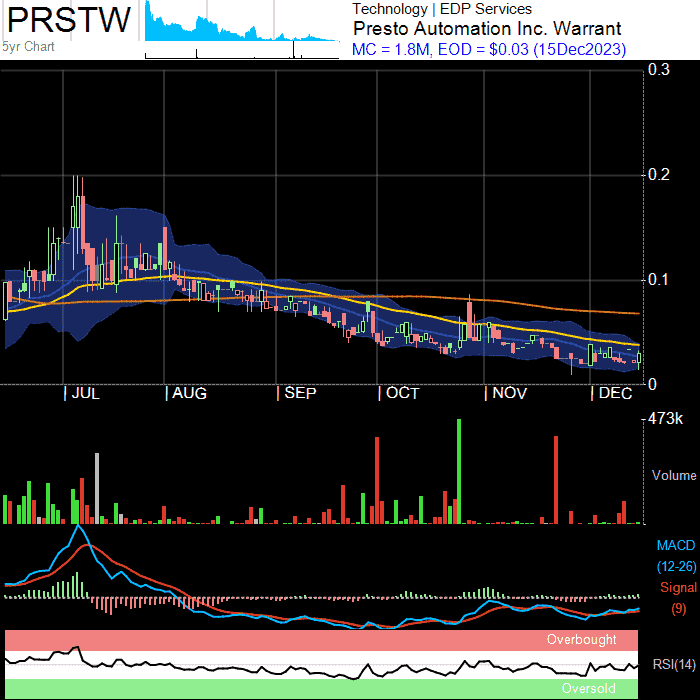 PRSTW
5yr Chart
Technology | EDP Services
Presto Automation Inc. Warrant
MC = 1.8M, EOD = $0.03 (15Dec2023)
0.3
0.2
0.1
0
| JUL
| AUG
| SEP
| OCT
| NOV
| DEC
473k
Volume
MACD
(12-26)
Signal
(9)
Overbought
RSI(14)
Oversold